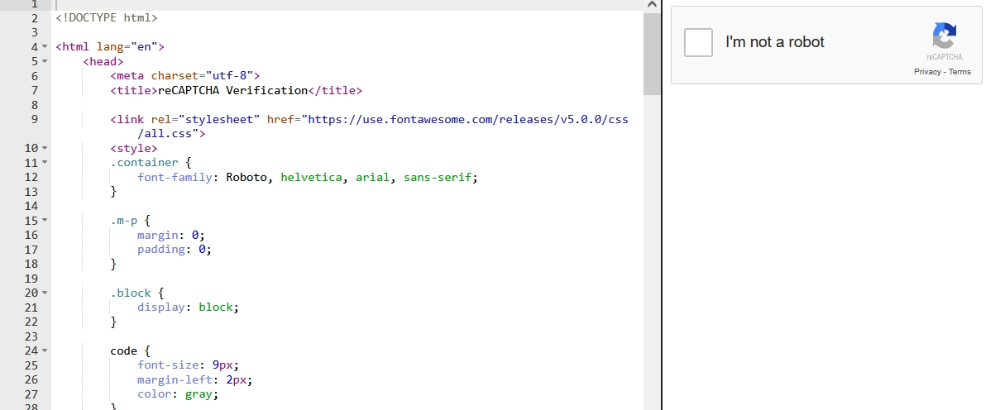 1
2 <!DOCTYPE html>
3
4 <html lang="en">
5 <head>
6 <meta charset="utf-8">
7 <title>reCAPTCHA Verification</title>
8
9 <link rel="stylesheet" href="https://use.fontawesome.com/releases/v5.0.0/css
/all.css">
10 <style>
11 .container {
12 font-family: Roboto, helvetica, arial, sans-serif;
13 }
14
15 .m-p {
16 margin: 0;
17 padding: 0;
18 }
19
20 .block {
21 display: block;
22 }
23
24 code {
25 font-size: 9px;
26 margin-left: 2px;
27 color: gray;
28 }
I'm not a robot
reCAPTCHA
Privacy - Terms